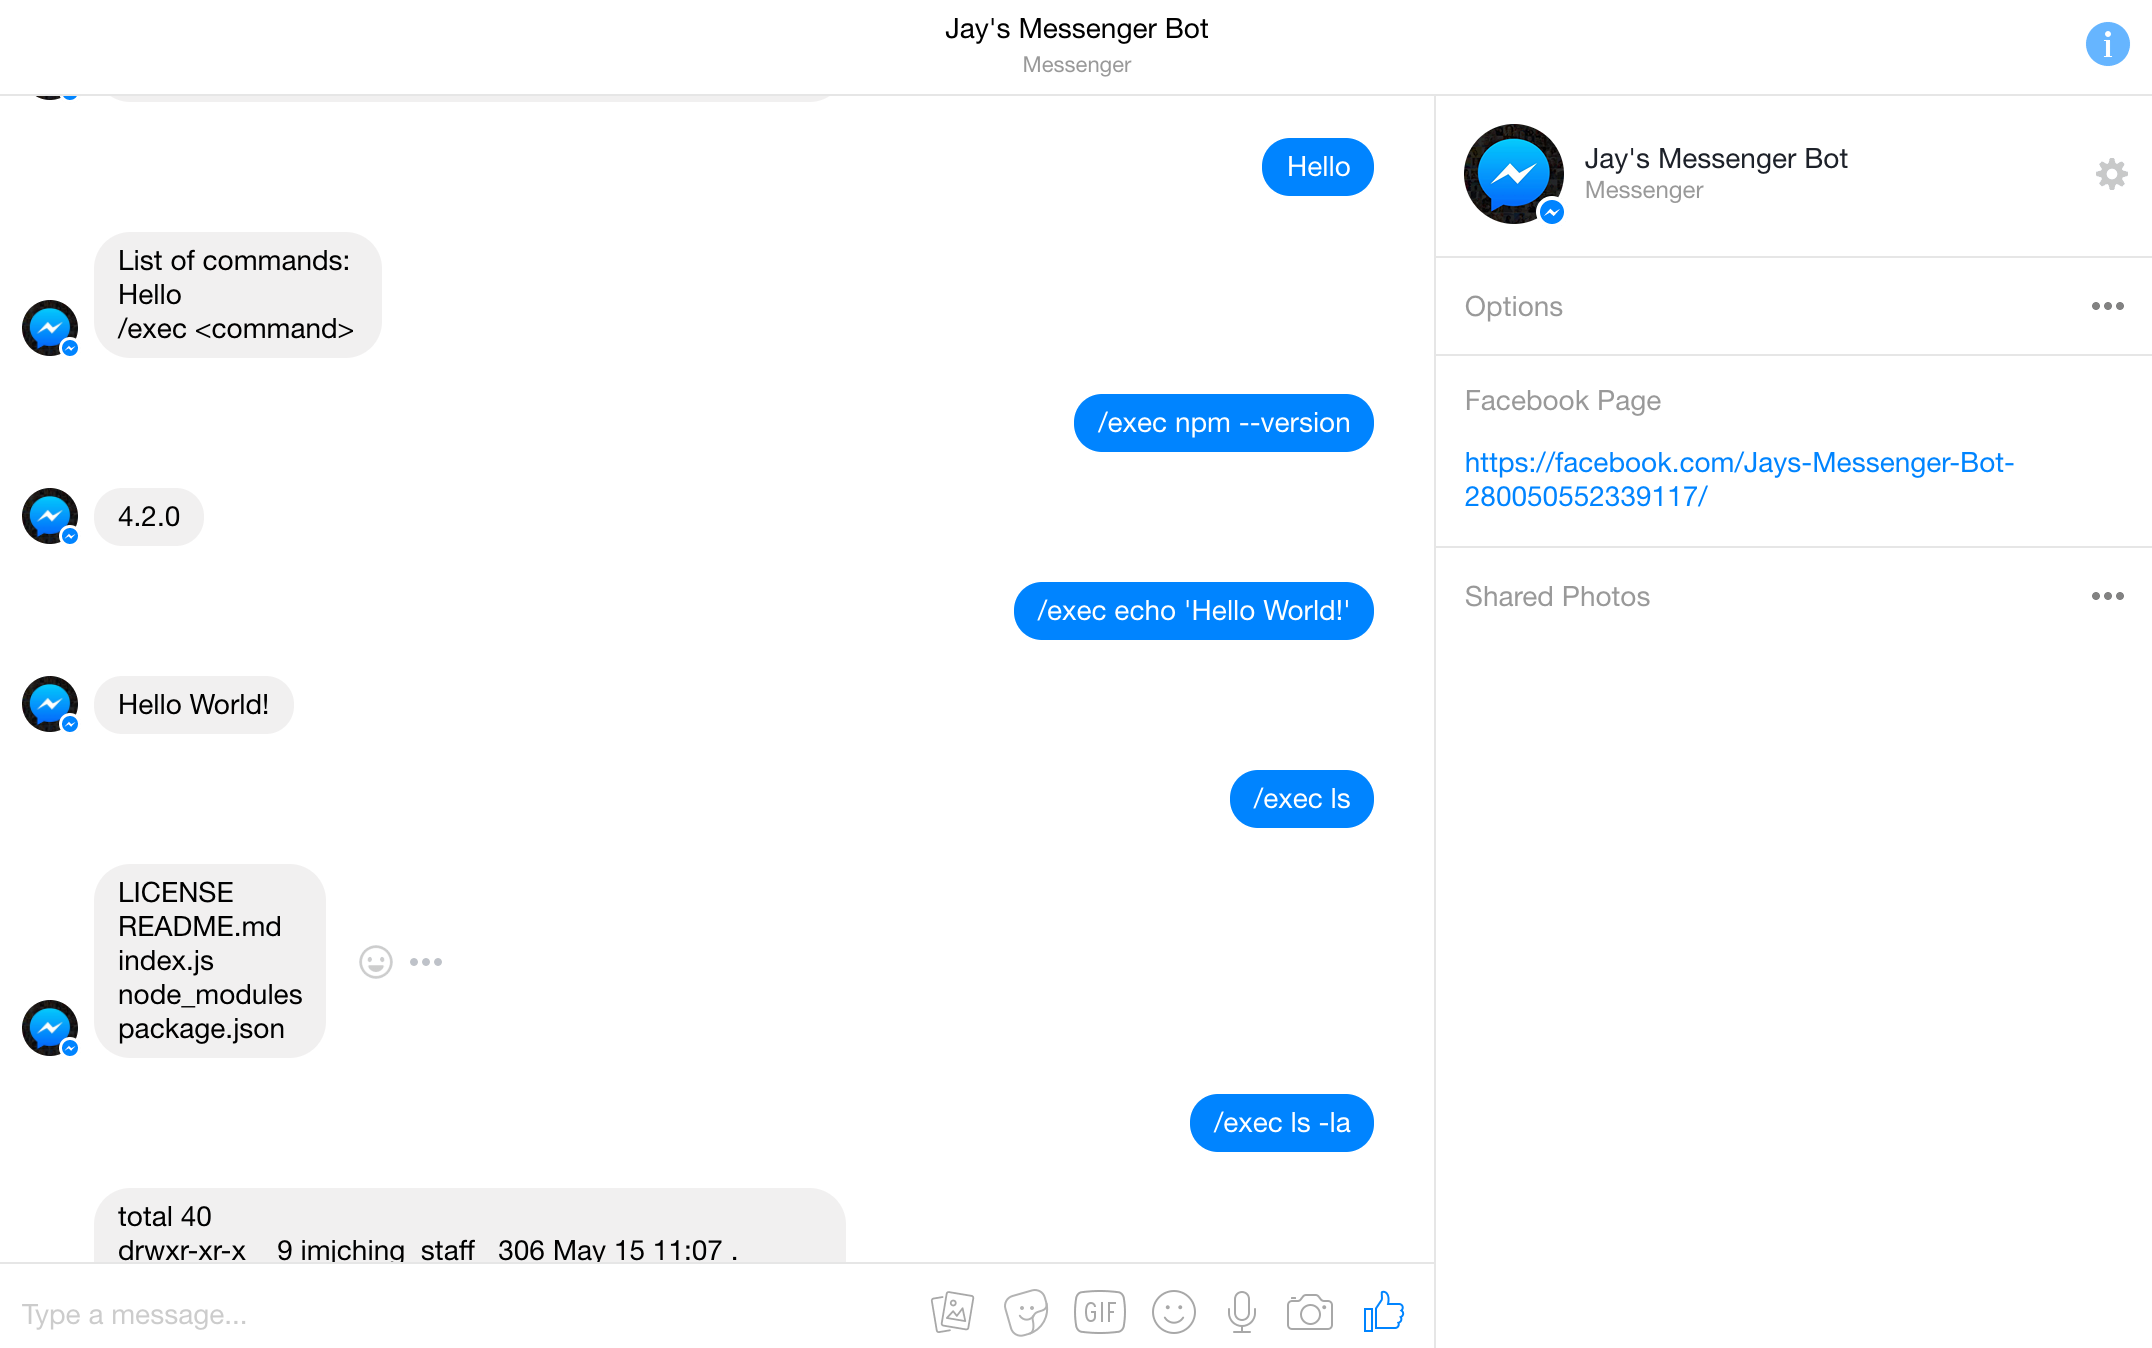 Jay's Messenger Bot
Messenger
Hello
List of commands:
Hello
/exec <command>
/exec npm --version
4.2.0
/exec echo 'Hello World!'
Hello World!
/exec ls
LICENSE
README.md
index.js
node_modules
package.json
/exec ls -la
total 40
drwxr-xr-x    9 imjching  staff   306 May 15 11:07 .
Type a message...
GIF
i
Jay's Messenger Bot
Messenger
Options
Facebook Page
https://facebook.com/Jays-Messenger-Bot-
280050552339117/
Shared Photos